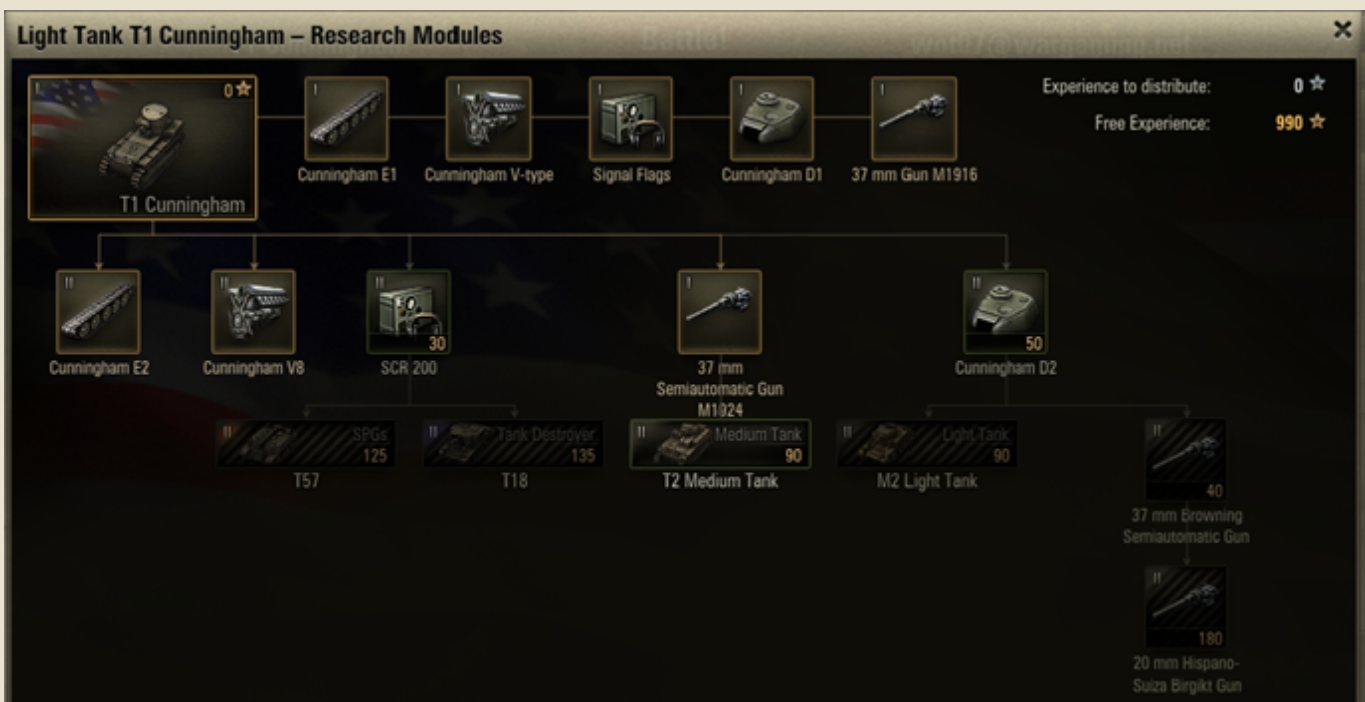 Light Tank T1 Cunningham – Research Modules
Battle!
I
0
T1 Cunningham
I
Cunningham E1
I
Cunningham V-type
I
Signal Flags
I
Cunningham D1
I
37 mm Gun M1916
Experience to distribute: 0
Free Experience: 990
II
Cunningham E2
II
Cunningham V8
II
30
SCR 200
I
37 mm
Semiautomatic Gun
M1924
II
50
Cunningham D2
II
SPGs
125
T57
II
Tank Destroyer
135
T18
II
Medium Tank
90
T2 Medium Tank
II
Light Tank
90
M2 Light Tank
II
40
37 mm Browning
Semiautomatic Gun
II
180
20 mm Hispano-
Suiza Birgikt Gun